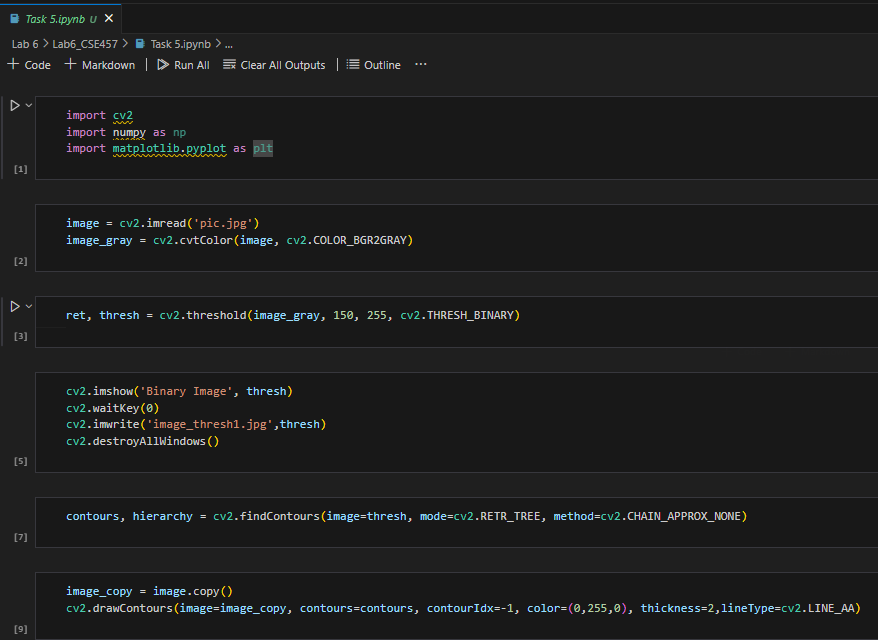 Task 5.ipynb U
Lab 6 > Lab6_CSE457 > Task 5.ipynb > ...
+ Code + Markdown | Run All Clear All Outputs | Outline ...
import cv2
import numpy as np
import matplotlib.pyplot as plt
[1]
image = cv2.imread('pic.jpg')
image_gray = cv2.cvtColor(image, cv2.COLOR_BGR2GRAY)
[2]
ret, thresh = cv2.threshold(image_gray, 150, 255, cv2.THRESH_BINARY)
[3]
cv2.imshow('Binary Image', thresh)
cv2.waitKey(0)
cv2.imwrite('image_thresh1.jpg',thresh)
cv2.destroyAllWindows()
[5]
contours, hierarchy = cv2.findContours(image=thresh, mode=cv2.RETR_TREE, method=cv2.CHAIN_APPROX_NONE)
[7]
image_copy = image.copy()
cv2.drawContours(image=image_copy, contours=contours, contourIdx=-1, color=(0,255,0), thickness=2,lineType=cv2.LINE_AA)
[9]